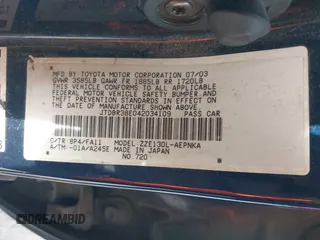 MFD. BY TOYOTA MOTOR CORPORATION 07/03
GVWR 3585LB GAWR FR 1885LB RR 1720LB
THIS VEHICLE CONFORMS TO ALL APPLICABLE
FEDERAL MOTOR VEHICLE SAFETY, BUMPER, AND
THEFT PREVENTION STANDARDS IN EFFECT ON THE
DATE OF MANUFACTURE SHOWN ABOVE.
JTDBR38E042034109 PASS CAR
C/TR: 8P4/FA11 MODEL: ZZE130L-AEPNKA
A/TM: -01A/A245E MADE IN JAPAN
NO. 720
© CARADBID